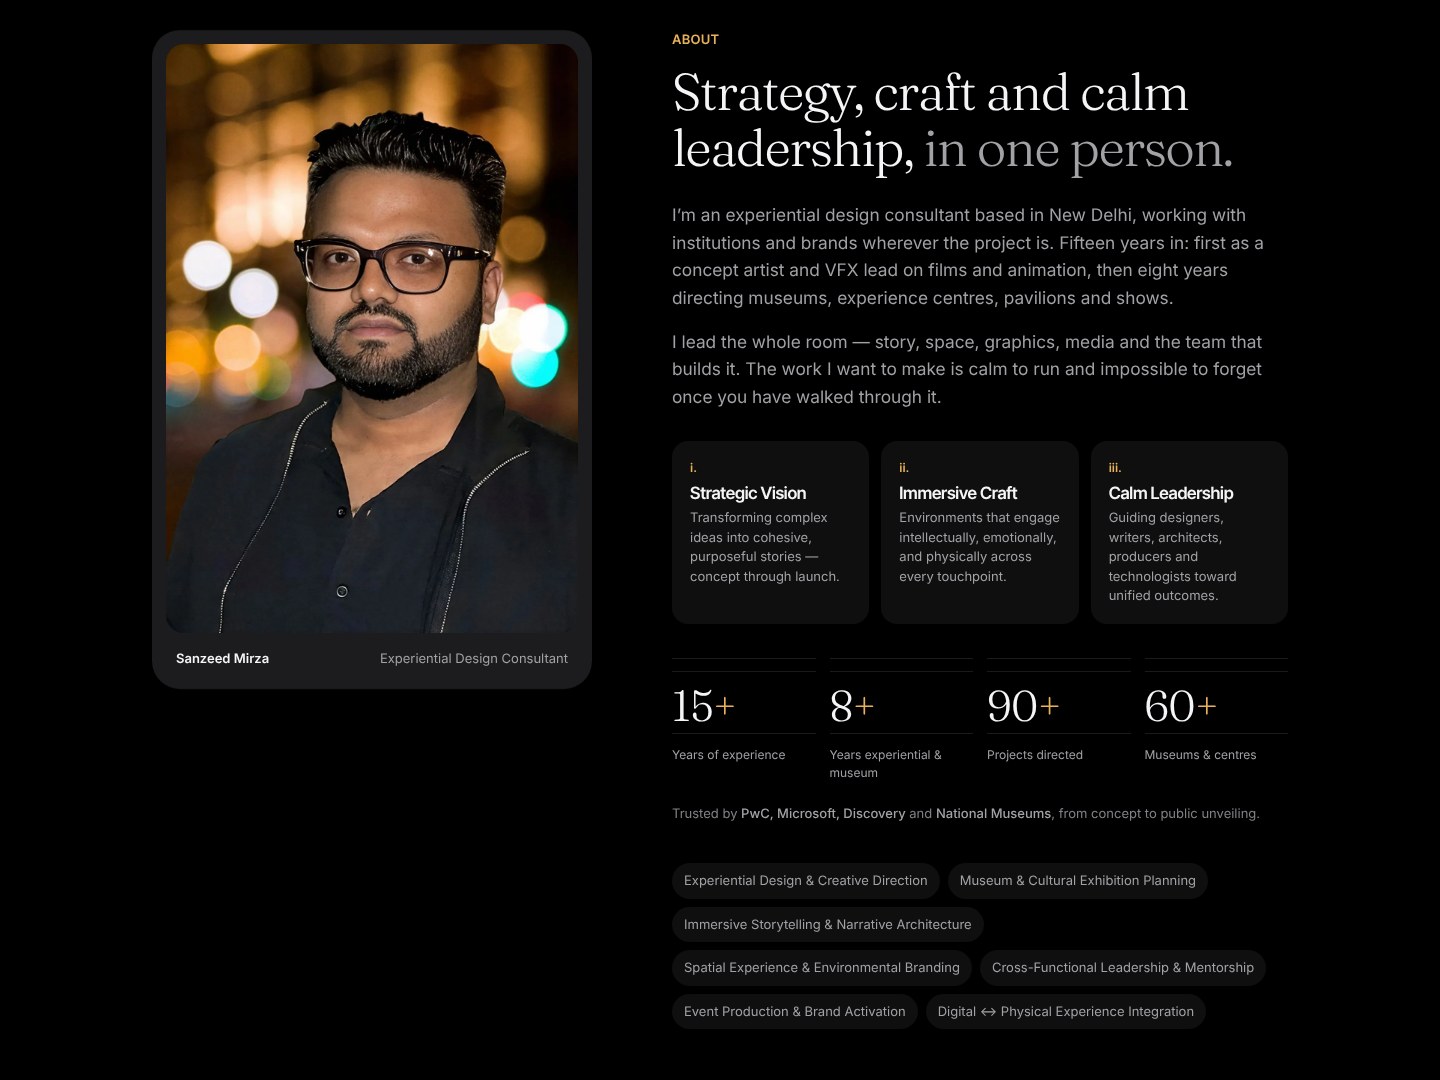 ABOUT
Strategy, craft and calm
leadership, in one person.
I’m an experiential design consultant based in New Delhi, working with
institutions and brands wherever the project is. Fifteen years in: first as a
concept artist and VFX lead on films and animation, then eight years
directing museums, experience centres, pavilions and shows.
I lead the whole room — story, space, graphics, media and the team that
builds it. The work I want to make is calm to run and impossible to forget
once you have walked through it.
i.
Strategic Vision
Transforming complex
ideas into cohesive,
purposeful stories —
concept through launch.
ii.
Immersive Craft
Environments that engage
intellectually, emotionally,
and physically across
every touchpoint.
iii.
Calm Leadership
Guiding designers,
writers, architects,
producers and
technologists toward
unified outcomes.
Sanzeed Mirza
Experiential Design Consultant
15+
Years of experience
8+
Years experiential &
museum
90+
Projects directed
60+
Museums & centres
Trusted by PwC, Microsoft, Discovery and National Museums, from concept to public unveiling.
Experiential Design & Creative Direction
Museum & Cultural Exhibition Planning
Immersive Storytelling & Narrative Architecture
Spatial Experience & Environmental Branding
Cross-Functional Leadership & Mentorship
Event Production & Brand Activation
Digital ↔ Physical Experience Integration